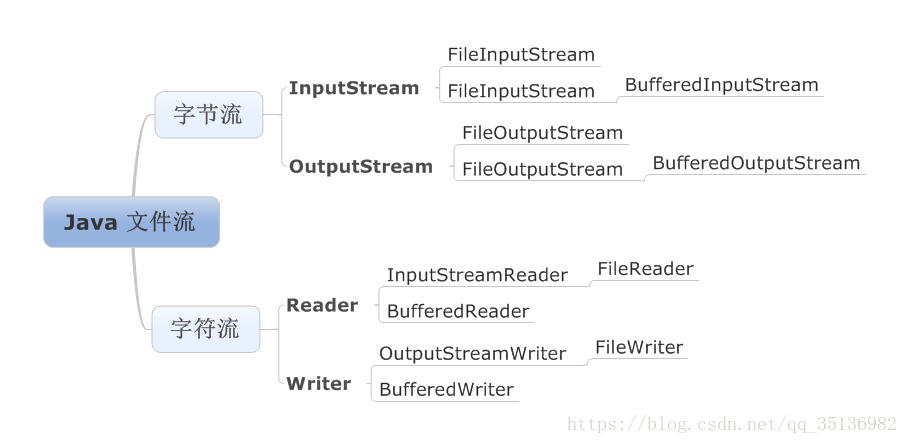 Java 文件流
字节流
InputStream
FileInputStream
FileInputStream
BufferedInputStream
OutputStream
FileOutputStream
FileOutputStream
BufferedOutputStream
字符流
Reader
InputStreamReader
FileReader
BufferedReader
Writer
OutputStreamWriter
FileWriter
BufferedWriter
https://blog.csdn.net/qq_35136982